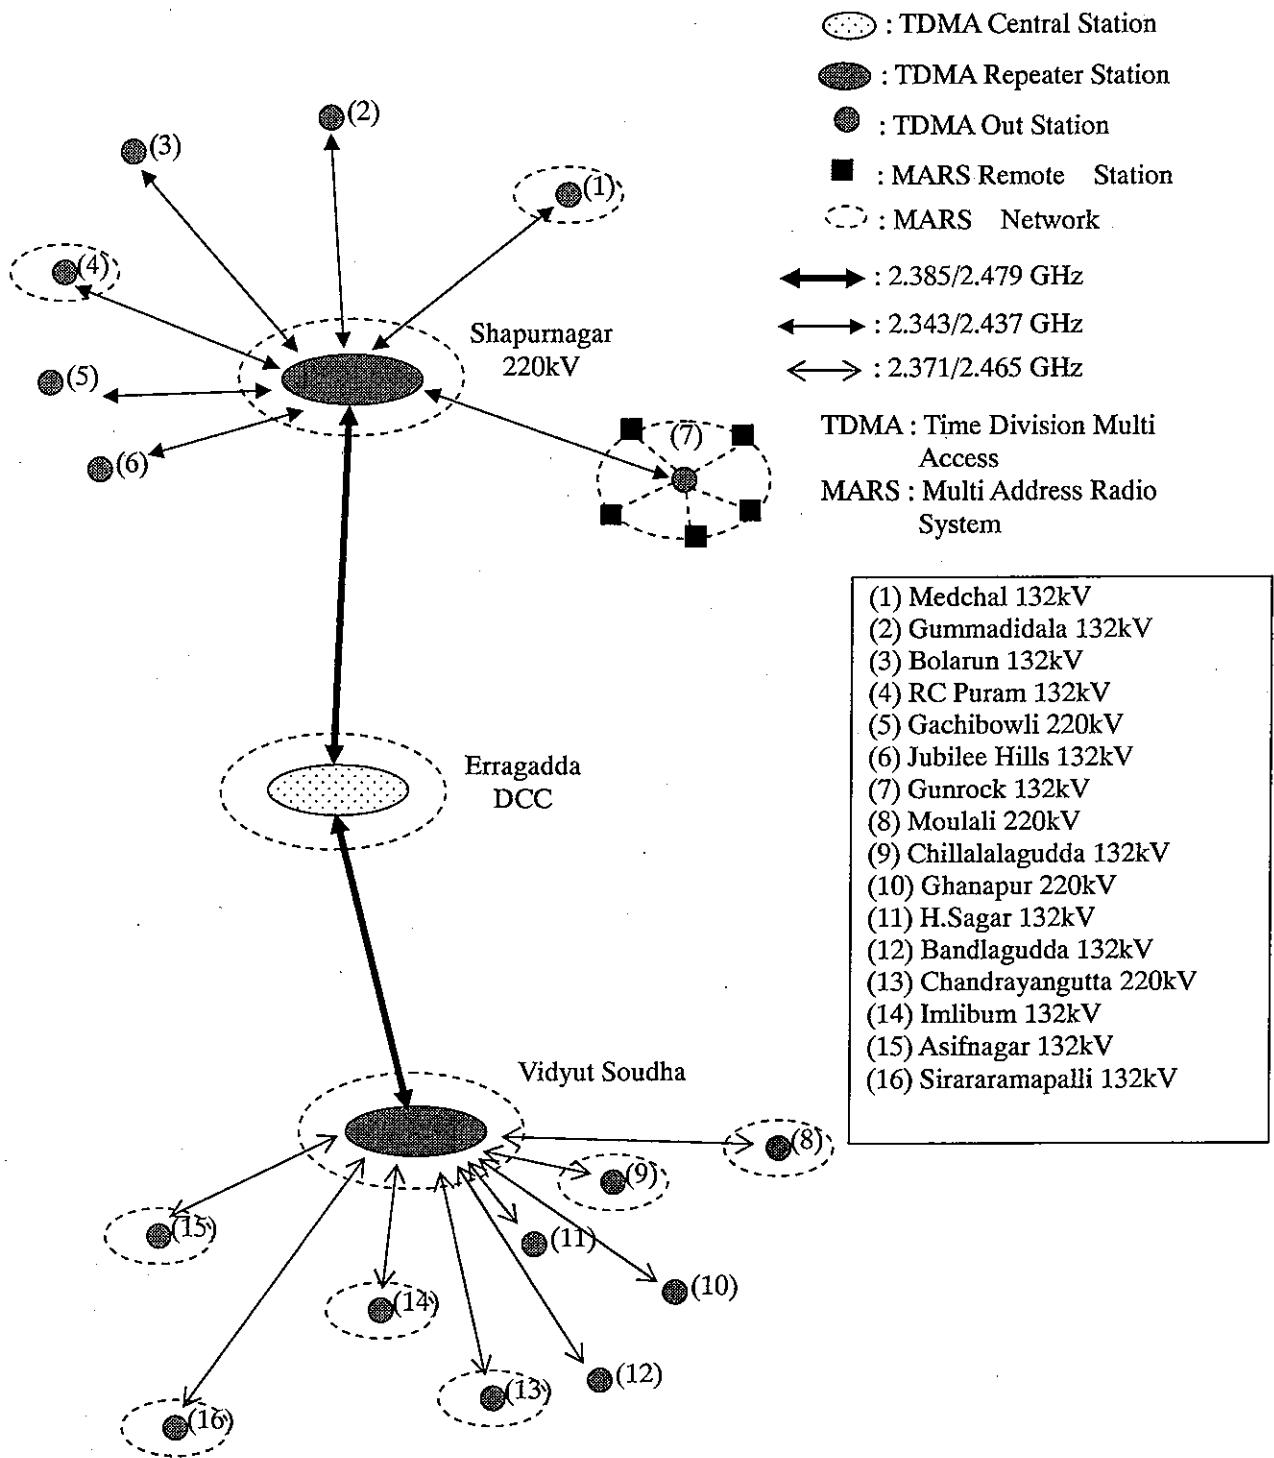 : TDMA Central Station
: TDMA Repeater Station
: TDMA Out Station
: MARS Remote Station
: MARS Network
: 2.385/2.479 GHz
: 2.343/2.437 GHz
: 2.371/2.465 GHz
TDMA : Time Division Multi
Access
MARS : Multi Address Radio
System
(2)
(3)
(1)
(4)
Shapurnagar
220kV
(5)
(7)
(6)
(1) Medchal 132kV
(2) Gummadidala 132kV
(3) Bolarun 132kV
(4) RC Puram 132kV
(5) Gachibowli 220kV
(6) Jubilee Hills 132kV
(7) Gunrock 132kV
(8) Moulali 220kV
(9) Chillalalagudda 132kV
(10) Ghanapur 220kV
(11) H.Sagar 132kV
(12) Bandlagudda 132kV
(13) Chandrayangutta 220kV
(14) Imlibum 132kV
(15) Asifnagar 132kV
(16) Sirararamapalli 132kV
Erragadda
DCC
Vidyut Soudha
(8)
(9)
(15)
(11)
(10)
(14)
(12)
(13)
(16)